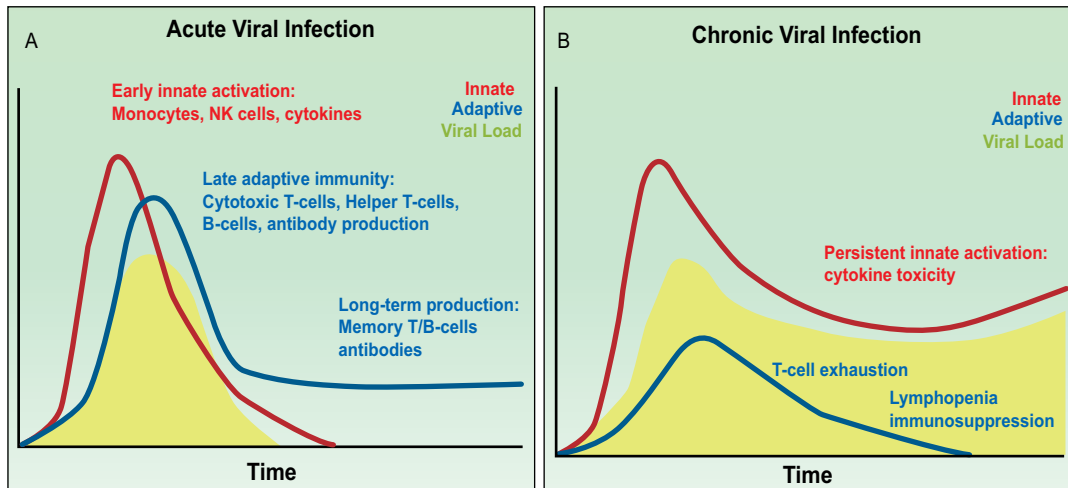 A
Acute Viral Infection
Early innate activation:
Monocytes, NK cells, cytokines
Innate
Adaptive
Viral Load
Late adaptive immunity:
Cytotoxic T-cells, Helper T-cells,
B-cells, antibody production
Long-term production:
Memory T/B-cells
antibodies
Time
B
Chronic Viral Infection
Innate
Adaptive
Viral Load
Persistent innate activation:
cytokine toxicity
T-cell exhaustion
Lymphopenia
immunosuppression
Time